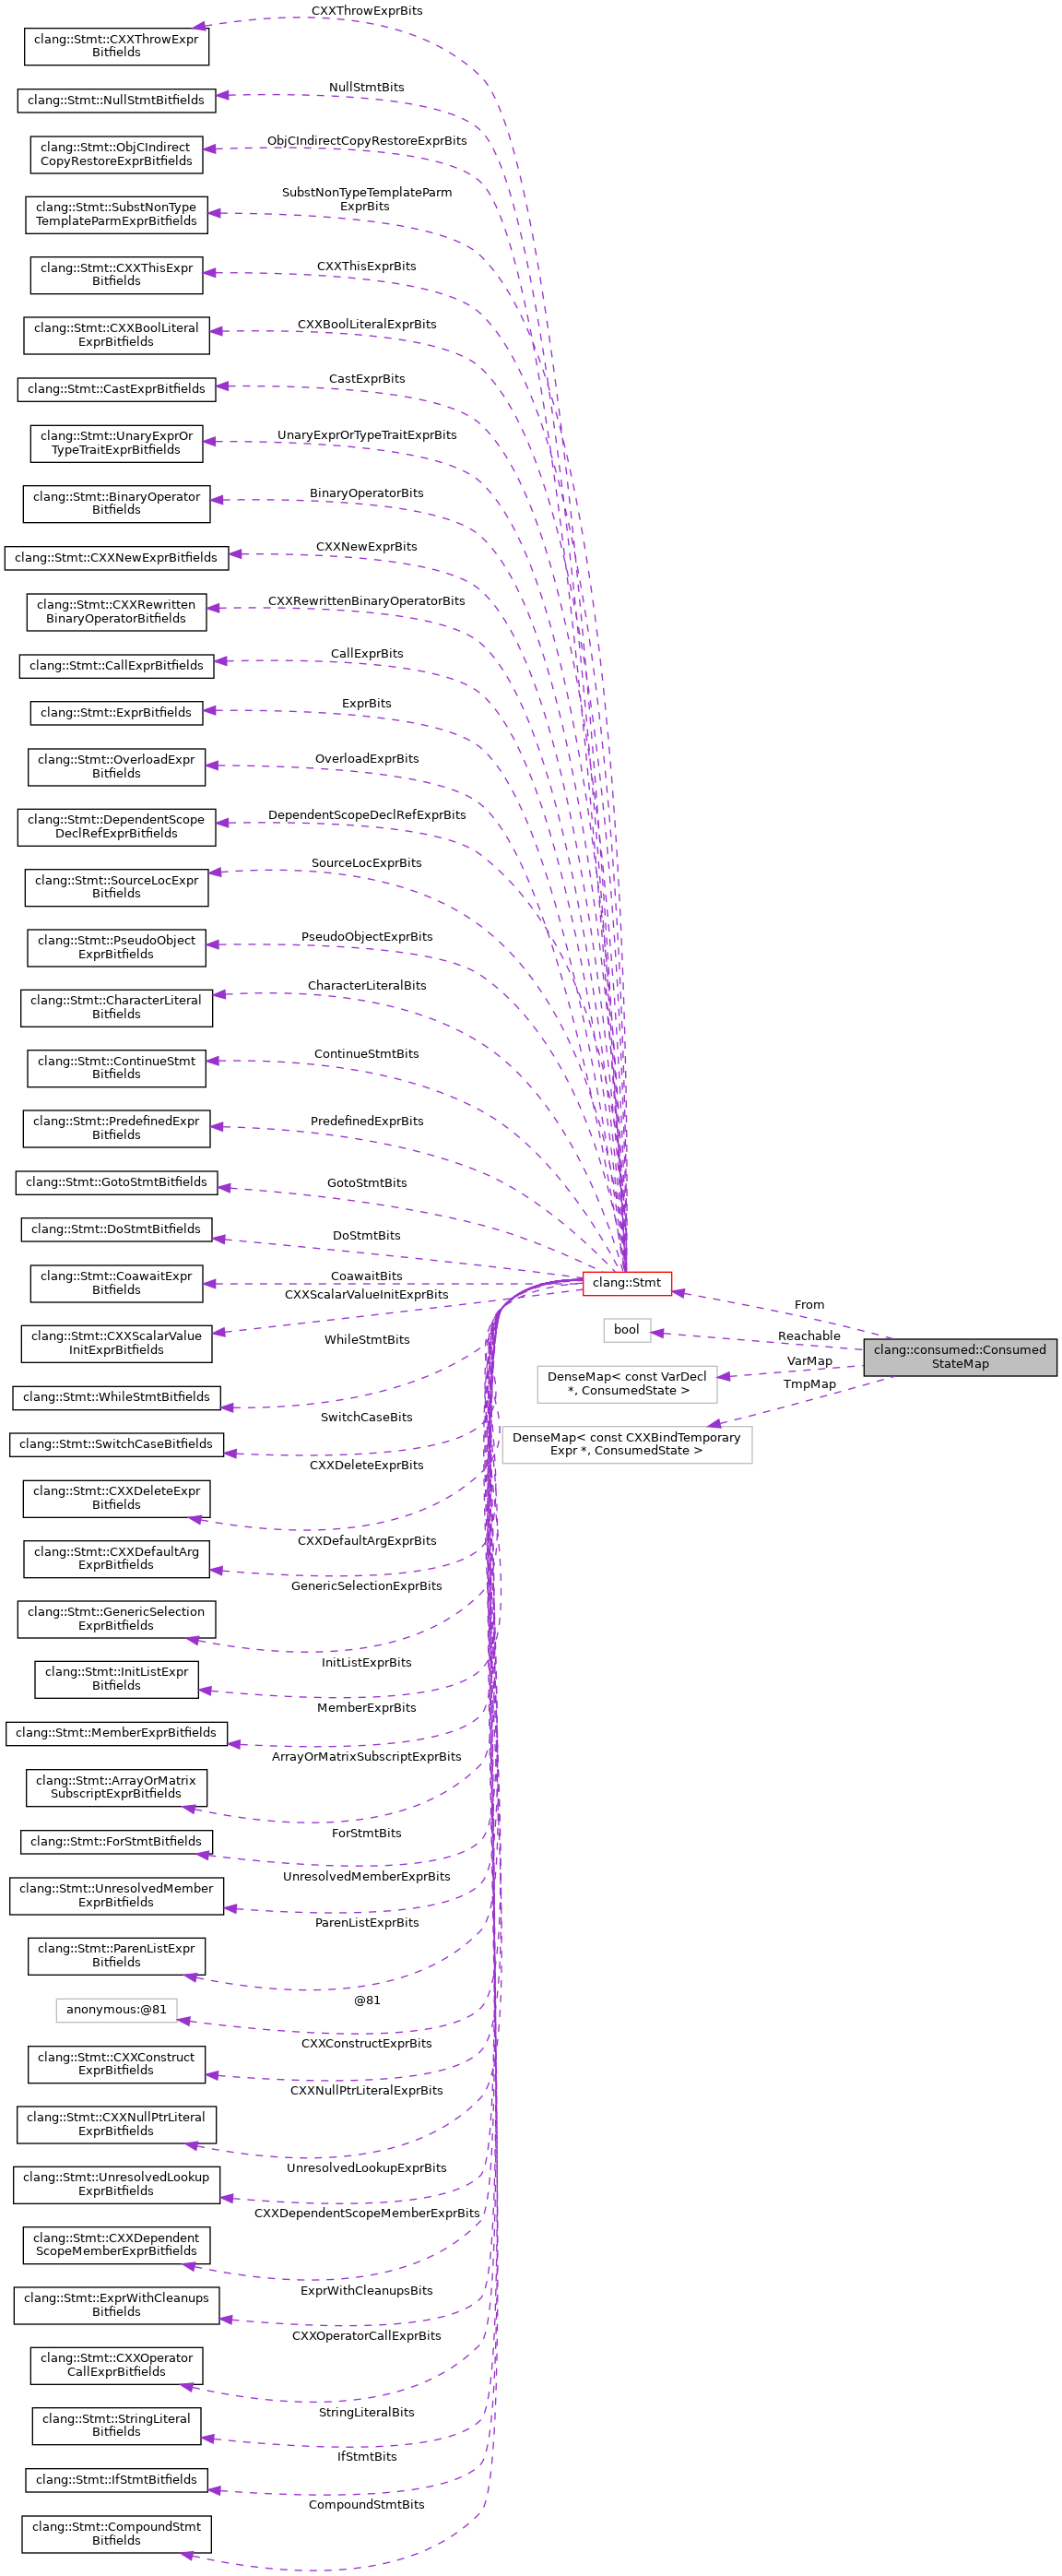 CXXThrowExprBits
clang::Stmt::CXXThrowExpr
Bitfields
NullStmtBits
clang::Stmt::NullStmtBitfields
ObjCIndirectCopyRestoreExprBits
clang::Stmt::ObjCIndirect
CopyRestoreExprBitfields
SubstNonTypeTemplateParm
ExprBits
clang::Stmt::SubstNonType
TemplateParmExprBitfields
CXXThisExprBits
clang::Stmt::CXXThisExpr
Bitfields
CXXBoolLiteralExprBits
clang::Stmt::CXXBoolLiteral
ExprBitfields
CastExprBits
clang::Stmt::CastExprBitfields
UnaryExprOrTypeTraitExprBits
clang::Stmt::UnaryExprOr
TypeTraitExprBitfields
BinaryOperatorBits
clang::Stmt::BinaryOperator
Bitfields
CXXNewExprBits
clang::Stmt::CXXNewExprBitfields
CXXRewrittenBinaryOperatorBits
clang::Stmt::CXXRewritten
BinaryOperatorBitfields
CallExprBits
clang::Stmt::CallExprBitfields
ExprBits
clang::Stmt::ExprBitfields
OverloadExprBits
clang::Stmt::OverloadExpr
Bitfields
DependentScopeDeclRefExprBits
clang::Stmt::DependentScope
DeclRefExprBitfields
SourceLocExprBits
clang::Stmt::SourceLocExpr
Bitfields
PseudoObjectExprBits
clang::Stmt::PseudoObject
ExprBitfields
CharacterLiteralBits
clang::Stmt::CharacterLiteral
Bitfields
ContinueStmtBits
clang::Stmt::ContinueStmt
Bitfields
PredefinedExprBits
clang::Stmt::PredefinedExpr
Bitfields
GotoStmtBits
clang::Stmt::GotoStmtBitfields
DoStmtBits
clang::Stmt::DoStmtBitfields
CoawaitBits
clang::Stmt::CoawaitExpr
Bitfields
clang::Stmt
CXXScalarValueInitExprBits
From
clang::Stmt::CXXScalarValue
InitExprBitfields
bool
Reachable
clang::consumed::Consumed
StateMap
WhileStmtBits
clang::Stmt::WhileStmtBitfields
VarMap
DenseMap< const VarDecl
*, ConsumedState >
TmpMap
SwitchCaseBits
clang::Stmt::SwitchCaseBitfields
DenseMap< const CXXBindTemporary
Expr *, ConsumedState >
CXXDeleteExprBits
clang::Stmt::CXXDeleteExpr
Bitfields
CXXDefaultArgExprBits
clang::Stmt::CXXDefaultArg
ExprBitfields
GenericSelectionExprBits
clang::Stmt::GenericSelection
ExprBitfields
InitListExprBits
clang::Stmt::InitListExpr
Bitfields
MemberExprBits
clang::Stmt::MemberExprBitfields
ArrayOrMatrixSubscriptExprBits
clang::Stmt::ArrayOrMatrix
SubscriptExprBitfields
ForStmtBits
clang::Stmt::ForStmtBitfields
UnresolvedMemberExprBits
clang::Stmt::UnresolvedMember
ExprBitfields
ParenListExprBits
clang::Stmt::ParenListExpr
Bitfields
@81
anonymous:@81
CXXConstructExprBits
clang::Stmt::CXXConstruct
ExprBitfields
CXXNullPtrLiteralExprBits
clang::Stmt::CXXNullPtrLiteral
ExprBitfields
UnresolvedLookupExprBits
clang::Stmt::UnresolvedLookup
ExprBitfields
CXXDependentScopeMemberExprBits
clang::Stmt::CXXDependent
ScopeMemberExprBitfields
ExprWithCleanupsBits
clang::Stmt::ExprWithCleanups
Bitfields
CXXOperatorCallExprBits
clang::Stmt::CXXOperator
CallExprBitfields
StringLiteralBits
clang::Stmt::StringLiteral
Bitfields
IfStmtBits
clang::Stmt::IfStmtBitfields
CompoundStmtBits
clang::Stmt::CompoundStmt
Bitfields